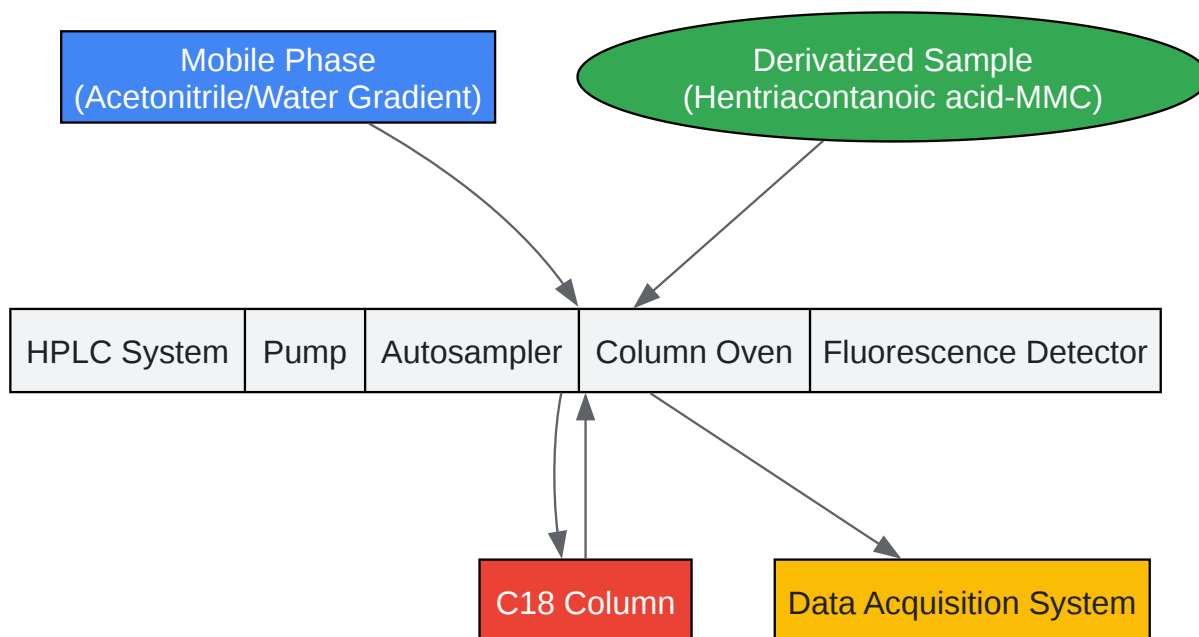 Mobile Phase
(Acetonitrile/Water Gradient)
Derivatized Sample
(Hentriacontanoic acid-MMC)
HPLC System
Pump
Autosampler
Column Oven
Fluorescence Detector
C18 Column
Data Acquisition System